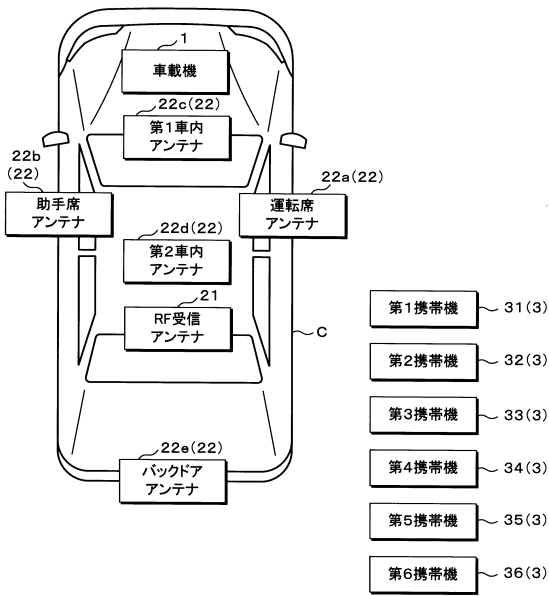 1
車載機
22c(22)
第1車内
アンテナ
22b
(22)
助手席
アンテナ
22a(22)
運転席
アンテナ
22d(22)
第2車内
アンテナ
21
RF受信
アンテナ
C
22e(22)
バックドア
アンテナ
第1携帯機 31(3)
第2携帯機 32(3)
第3携帯機 33(3)
第4携帯機 34(3)
第5携帯機 35(3)
第6携帯機 36(3)